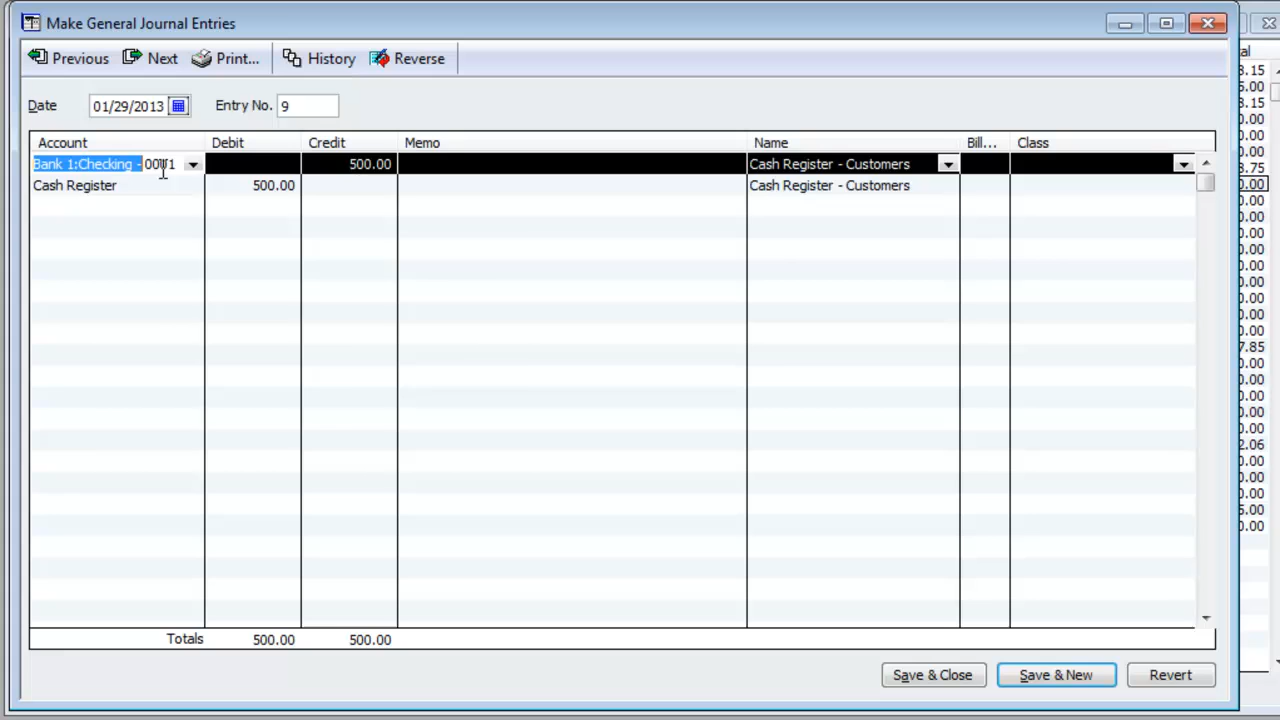 Make General Journal Entries
Previous Next Print... History Reverse
Date 01/29/2013 Entry No. 9
Account Debit Credit Memo Name Bill... Class
Bank 1:Checking - 500.00 Cash Register - Customers
Cash Register 500.00 Cash Register - Customers
Totals 500.00 500.00
Save & Close Save & New Revert